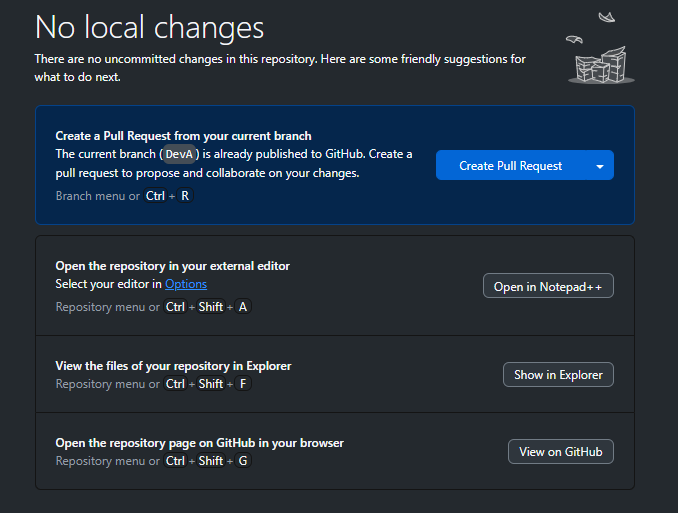 No local changes
There are no uncommitted changes in this repository. Here are some friendly suggestions for
what to do next.
Create a Pull Request from your current branch
The current branch (DevA) is already published to GitHub. Create a
pull request to propose and collaborate on your changes.
Branch menu or Ctrl + R
Create Pull Request
Open the repository in your external editor
Select your editor in Options
Repository menu or Ctrl + Shift + A
Open in Notepad++
View the files of your repository in Explorer
Repository menu or Ctrl + Shift + F
Show in Explorer
Open the repository page on GitHub in your browser
Repository menu or Ctrl + Shift + G
View on GitHub